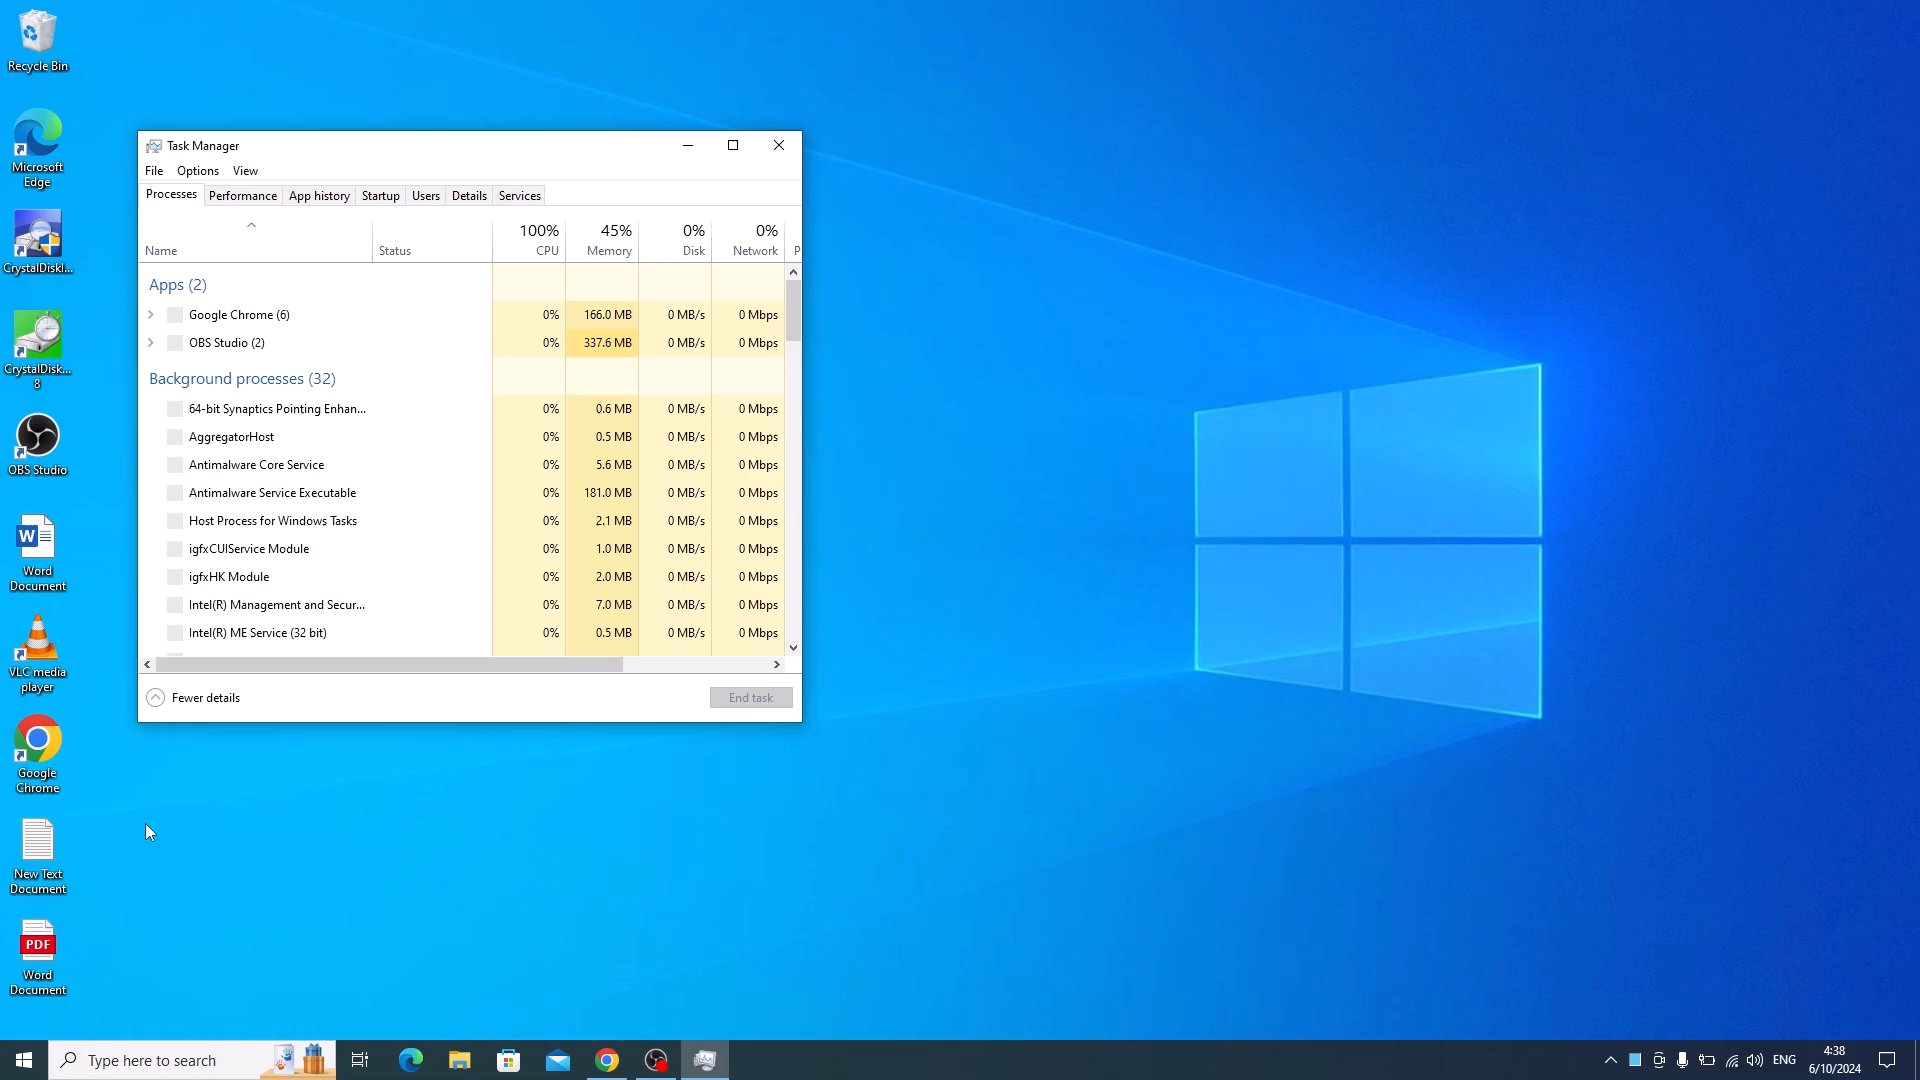 Recycle Bin
Microsoft
Edge
CrystalDiskI...
CrystalDisk...
8
OBS Studio
W
Word
Document
VLC media
player
Google
Chrome
New Text
Document
PDF
Word
Document
Task Manager
File Options View
Processes Performance App history Startup Users Details Services
100% 45% 0% 0%
Name Status CPU Memory Disk Network P
Apps (2)
Google Chrome (6) 0% 166.0 MB 0 MB/s 0 Mbps
OBS Studio (2) 0% 337.6 MB 0 MB/s 0 Mbps
Background processes (32)
64-bit Synaptics Pointing Enhan... 0% 0.6 MB 0 MB/s 0 Mbps
AggregatorHost 0% 0.5 MB 0 MB/s 0 Mbps
Antimalware Core Service 0% 5.6 MB 0 MB/s 0 Mbps
Antimalware Service Executable 0% 181.0 MB 0 MB/s 0 Mbps
Host Process for Windows Tasks 0% 2.1 MB 0 MB/s 0 Mbps
igfxCUIService Module 0% 1.0 MB 0 MB/s 0 Mbps
igfxHK Module 0% 2.0 MB 0 MB/s 0 Mbps
Intel(R) Management and Secur... 0% 7.0 MB 0 MB/s 0 Mbps
Intel(R) ME Service (32 bit) 0% 0.5 MB 0 MB/s 0 Mbps
Fewer details End task
Type here to search
ENG
4:38
6/10/2024